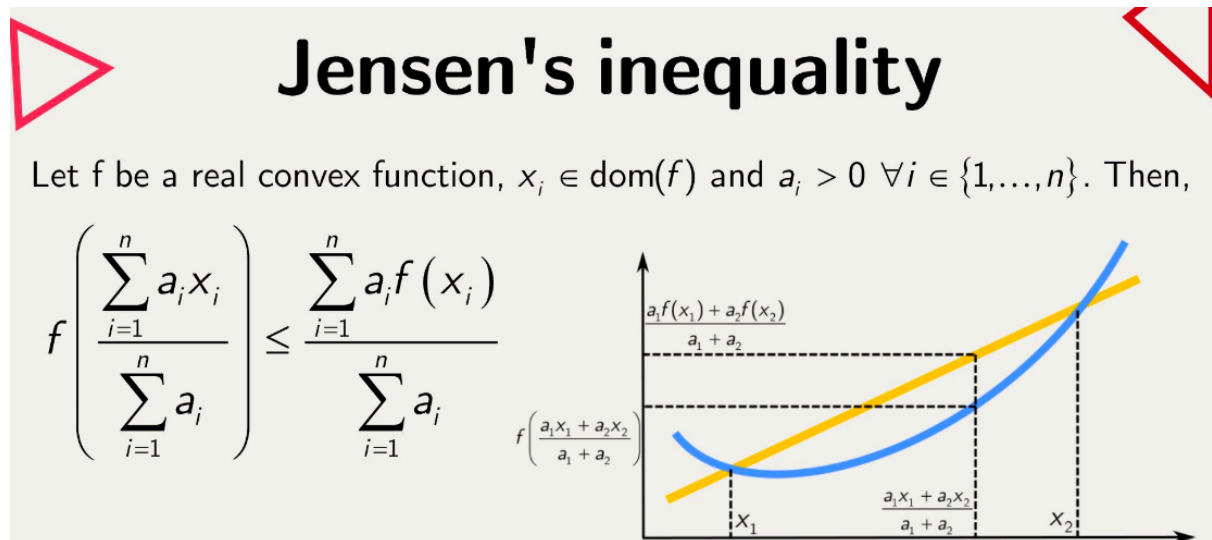 Jensen's inequality
Let f be a real convex function, x_i ∈ dom(f) and a_i > 0 ∀i ∈ {1,...,n}. Then,
f(∑_{i=1}^{n} a_i x_i / ∑_{i=1}^{n} a_i) ≤ ∑_{i=1}^{n} a_i f(x_i) / ∑_{i=1}^{n} a_i
(a_1 f(x_1) + a_2 f(x_2)) / (a_1 + a_2)
f((a_1 x_1 + a_2 x_2) / (a_1 + a_2))
x_1
(a_1 x_1 + a_2 x_2) / (a_1 + a_2)
x_2